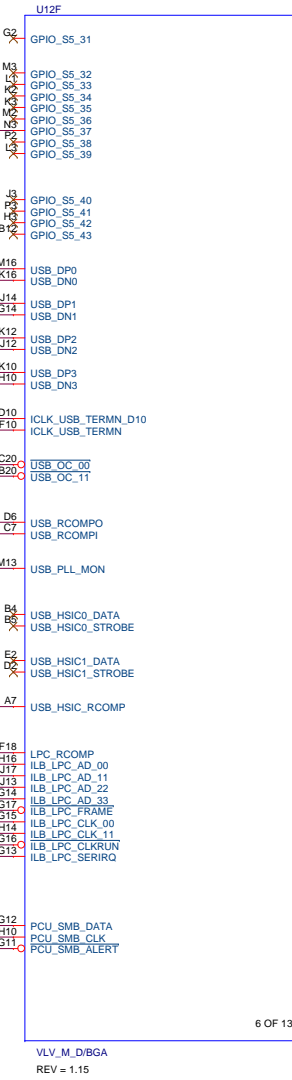 U12F
G2 GPIO_S5_31
M3 GPIO_S5_32
L1 GPIO_S5_33
K2 GPIO_S5_34
K3 GPIO_S5_35
M2 GPIO_S5_36
N3 GPIO_S5_37
P2 GPIO_S5_38
L3 GPIO_S5_39
J3 GPIO_S5_40
P3 GPIO_S5_41
H3 GPIO_S5_42
B12 GPIO_S5_43
M16 USB_DP0
K16 USB_DN0
J14 USB_DP1
G14 USB_DN1
K12 USB_DP2
J12 USB_DN2
K10 USB_DP3
H10 USB_DN3
D10 ICLK_USB_TERMN_D10
F10 ICLK_USB_TERMN
C20 USB_OC_00
B20 USB_OC_11
D6 USB_RCOMPO
C7 USB_RCOMPI
M13 USB_PLL_MON
B4 USB_HSIC0_DATA
B5 USB_HSIC0_STROBE
E2 USB_HSIC1_DATA
D2 USB_HSIC1_STROBE
A7 USB_HSIC_RCOMP
F18 LPC_RCOMP
H16 ILB_LPC_AD_00
J17 ILB_LPC_AD_11
J13 ILB_LPC_AD_22
G14 ILB_LPC_AD_33
G17 ILB_LPC_FRAME
G15 ILB_LPC_CLK_00
H14 ILB_LPC_CLK_11
G16 ILB_LPC_CLKRUN
G13 ILB_LPC_SERIRQ
G12 PCU_SMB_DATA
H10 PCU_SMB_CLK
G11 PCU_SMB_ALERT
6 OF 13
VLV_M_D/BGA
REV = 1.15